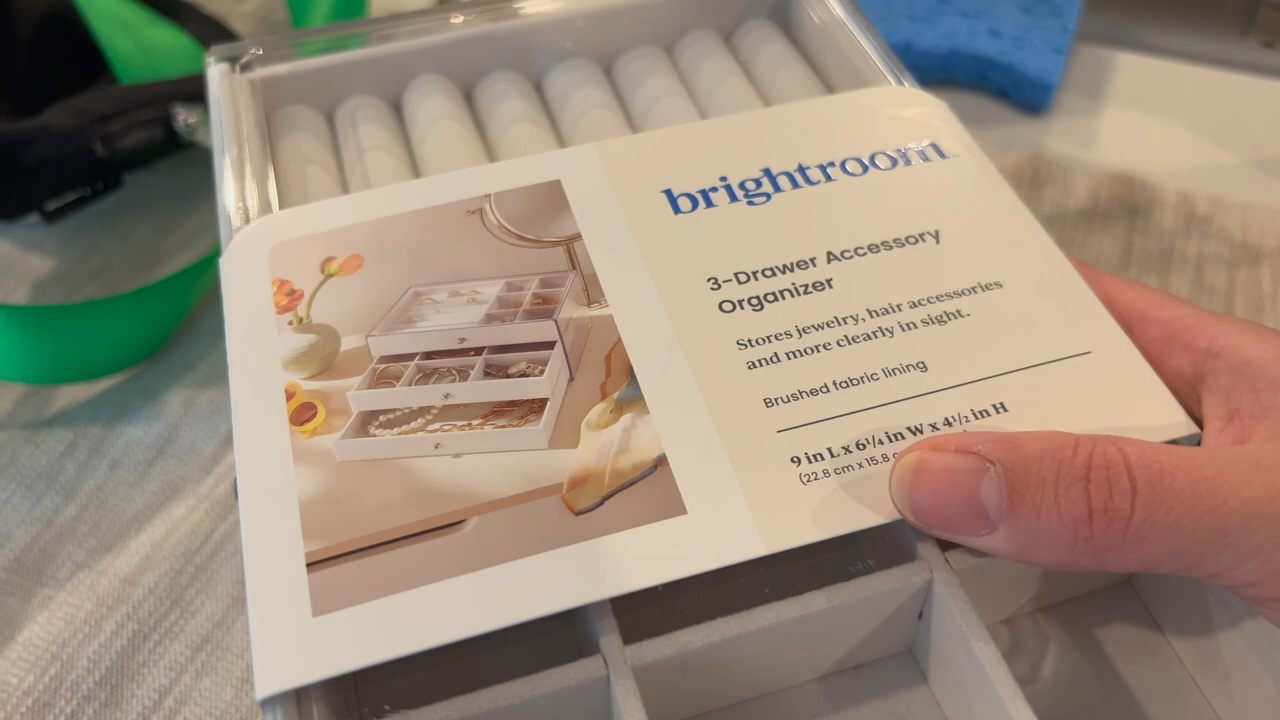 brightroom
3-Drawer Accessory
Organizer
Stores jewelry, hair accessories
and more clearly in sight.
Brushed fabric lining
9 in L x 6¼ in W x 4½ in H
(22.8 cm x 15.8